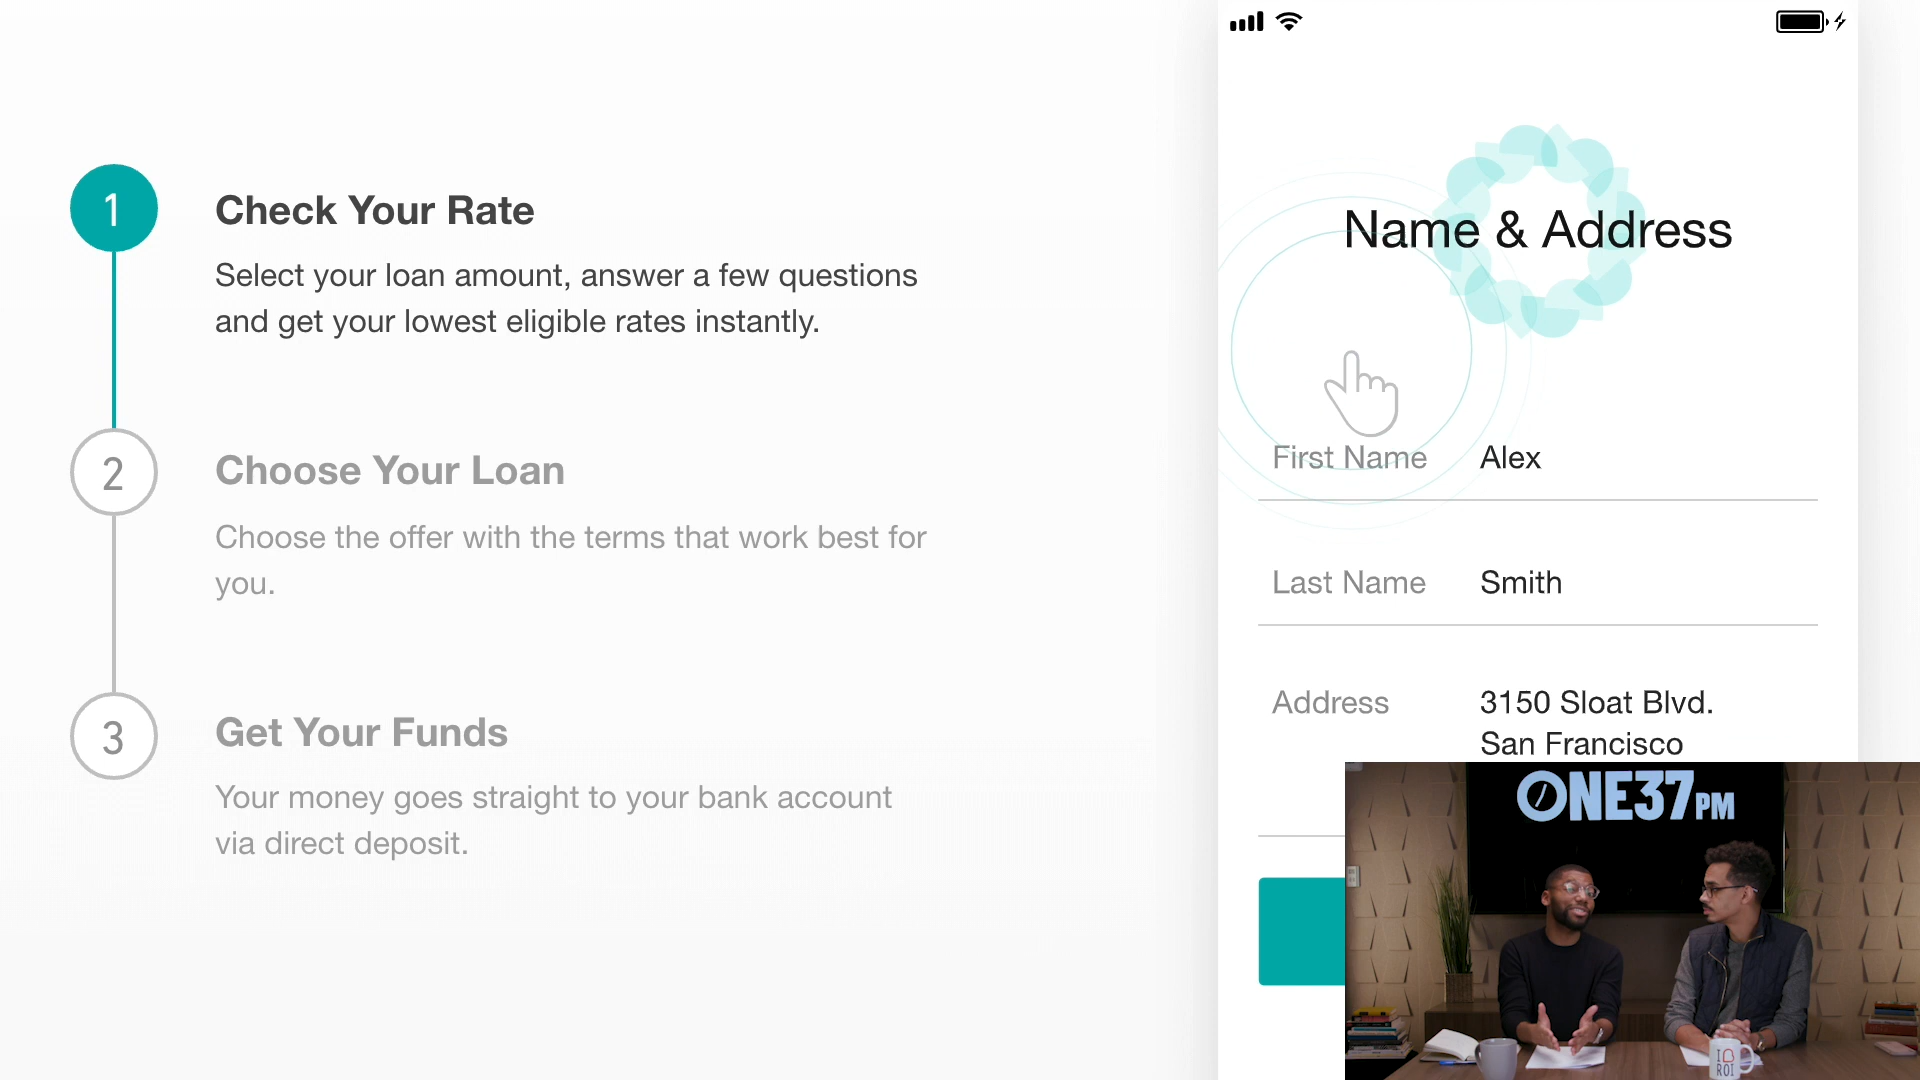 1
Check Your Rate
Select your loan amount, answer a few questions
and get your lowest eligible rates instantly.
2
Choose Your Loan
Choose the offer with the terms that work best for
you.
3
Get Your Funds
Your money goes straight to your bank account
via direct deposit.
Name & Address
First Name Alex
Last Name Smith
Address 3150 Sloat Blvd.
San Francisco
ONE37PM
I B
ROI